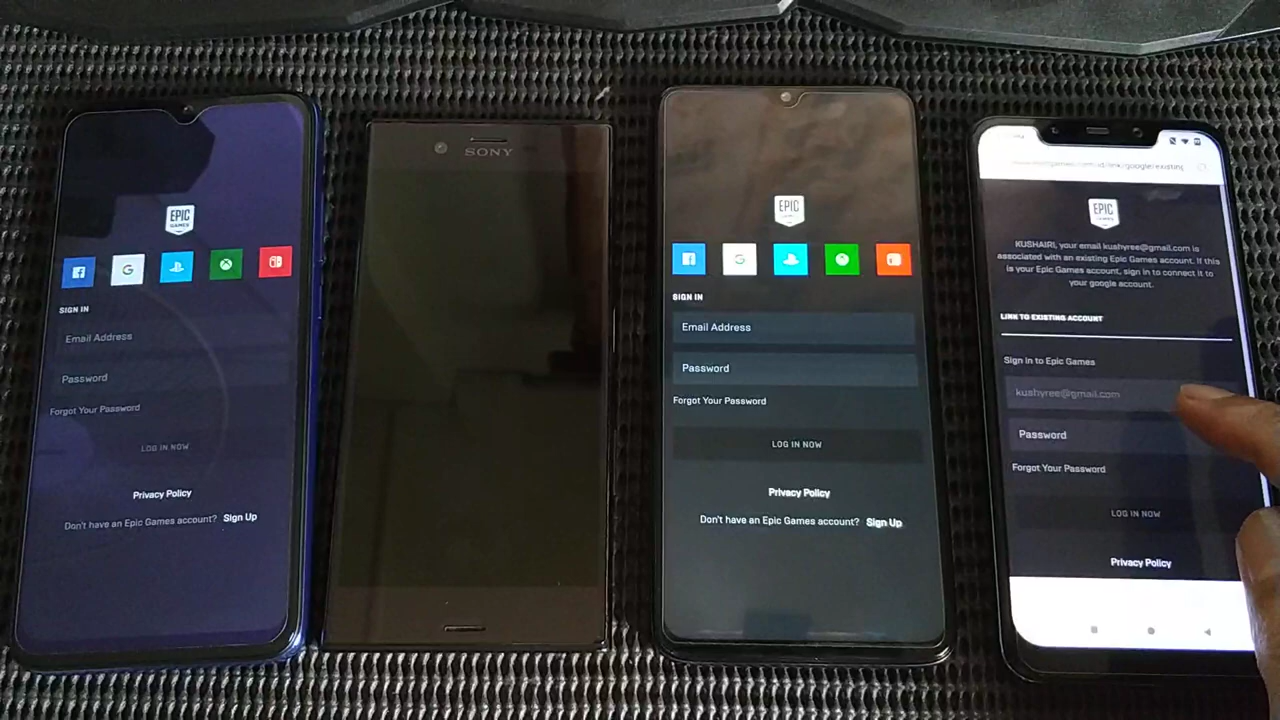 EPIC
GAMES
SIGN IN
Email Address
Password
Forgot Your Password
LOG IN NOW
Privacy Policy
Don't have an Epic Games account? Sign Up
SONY
EPIC
GAMES
SIGN IN
Email Address
Password
Forgot Your Password
LOG IN NOW
Privacy Policy
Don't have an Epic Games account? Sign Up
EPIC
GAMES
KUSHAIRI, your email kushyree@gmail.com is
associated with an existing Epic Games account. If this
is your Epic Games account, sign in to connect it to
your google account.
LINK TO EXISTING ACCOUNT
Sign in to Epic Games
kushyree@gmail.com
Password
Forgot Your Password
LOG IN NOW
Privacy Policy